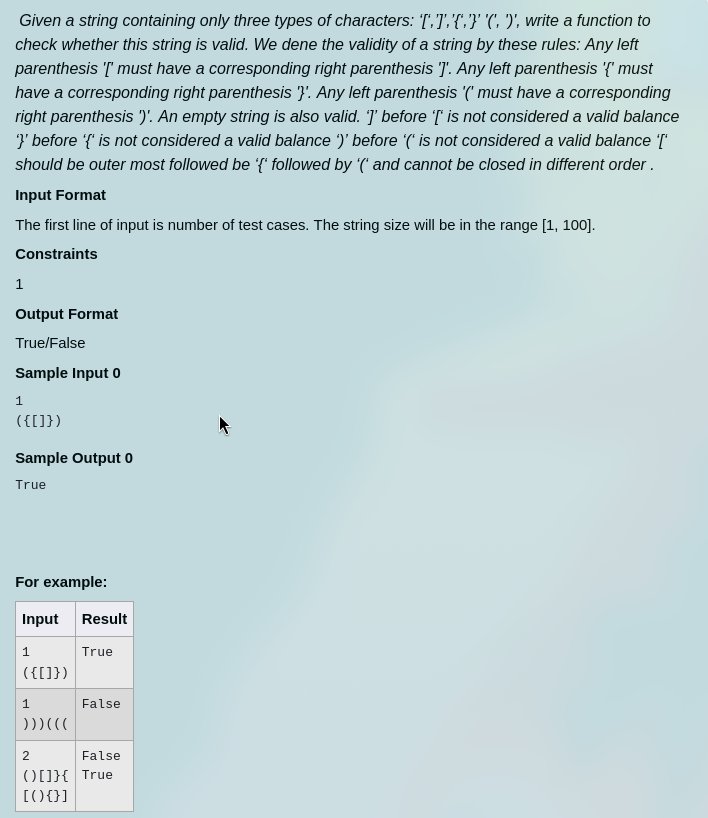 Given a string containing only three types of characters: ‘[‘,’]’,’{‘,’}’ '(', ')', write a function to
check whether this string is valid. We dene the validity of a string by these rules: Any left
parenthesis '[' must have a corresponding right parenthesis ']'. Any left parenthesis '{' must
have a corresponding right parenthesis '}'. Any left parenthesis '(' must have a corresponding
right parenthesis ')'. An empty string is also valid. ‘]’ before ‘[‘ is not considered a valid balance
‘}’ before ‘{‘ is not considered a valid balance ‘)’ before ‘(‘ is not considered a valid balance ‘[‘
should be outer most followed be ‘{‘ followed by ‘(‘ and cannot be closed in different order .
Input Format
The first line of input is number of test cases. The string size will be in the range [1, 100].
Constraints
1
Output Format
True/False
Sample Input 0
1
({[]})
Sample Output 0
True
For example:
Input Result
1 True
({[]})
1 False
)))(((
2 False
()[]}{ True
[(){}]